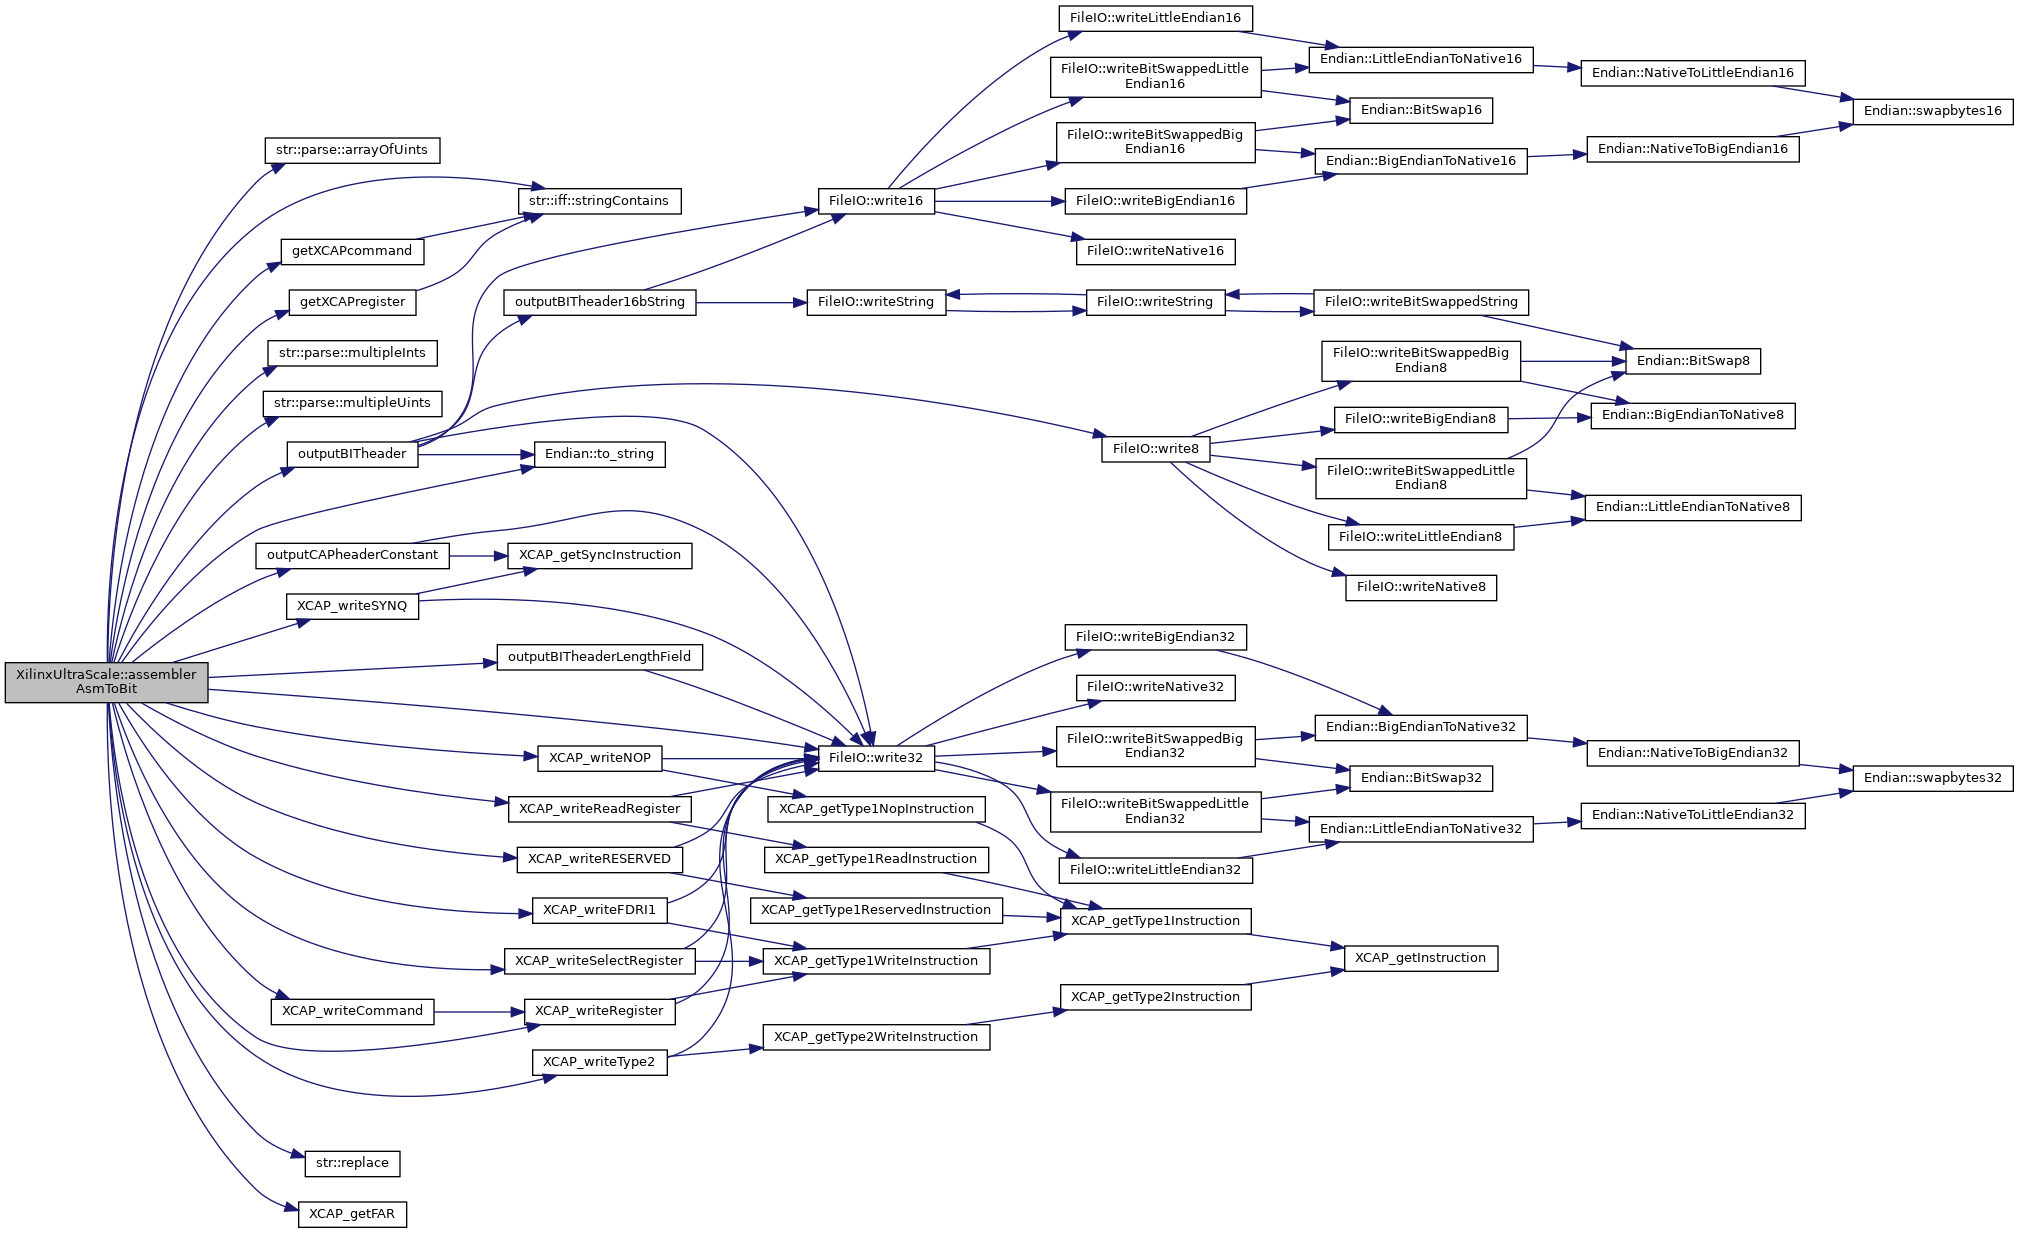 XilinxUltraScale::assembler
AsmToBit
str::parse::arrayOfUints
str::iff::stringContains
getXCAPcommand
getXCAPregister
str::parse::multipleInts
str::parse::multipleUints
outputBITheader
Endian::to_string
outputBITheader16bString
outputCAPheaderConstant
XCAP_getSyncInstruction
XCAP_writeSYNQ
outputBITheaderLengthField
XCAP_writeNOP
XCAP_writeReadRegister
XCAP_writeRESERVED
XCAP_writeFDRI1
XCAP_writeSelectRegister
XCAP_writeCommand
XCAP_writeRegister
XCAP_writeType2
str::replace
XCAP_getFAR
FileIO::write16
FileIO::writeString
FileIO::write32
XCAP_getType1NopInstruction
XCAP_getType1ReadInstruction
XCAP_getType1ReservedInstruction
XCAP_getType1WriteInstruction
XCAP_getType2WriteInstruction
FileIO::writeLittleEndian16
FileIO::writeBitSwappedLittle
Endian16
FileIO::writeBitSwappedBig
Endian16
FileIO::writeBigEndian16
FileIO::writeNative16
FileIO::writeString
FileIO::write8
FileIO::writeBigEndian32
FileIO::writeNative32
FileIO::writeBitSwappedBig
Endian32
FileIO::writeBitSwappedLittle
Endian32
FileIO::writeLittleEndian32
XCAP_getType1Instruction
XCAP_getType2Instruction
Endian::LittleEndianToNative16
Endian::BitSwap16
Endian::BigEndianToNative16
FileIO::writeBitSwappedString
FileIO::writeBitSwappedBig
Endian8
FileIO::writeBigEndian8
FileIO::writeBitSwappedLittle
Endian8
FileIO::writeLittleEndian8
FileIO::writeNative8
Endian::BigEndianToNative32
Endian::BitSwap32
Endian::LittleEndianToNative32
XCAP_getInstruction
Endian::NativeToLittleEndian16
Endian::NativeToBigEndian16
Endian::BitSwap8
Endian::BigEndianToNative8
Endian::LittleEndianToNative8
Endian::NativeToBigEndian32
Endian::NativeToLittleEndian32
Endian::swapbytes16
Endian::swapbytes32